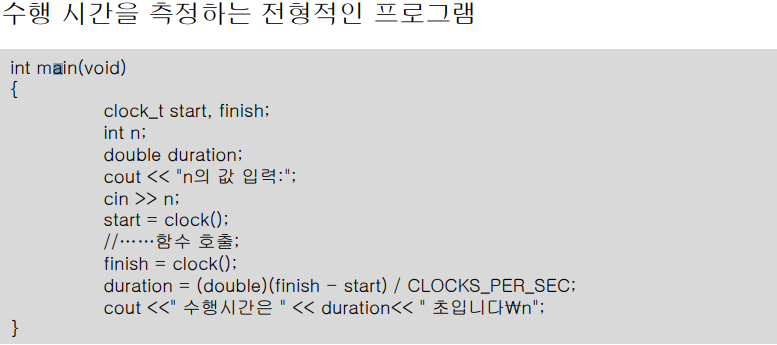 수행 시간을 측정하는 전형적인 프로그램
int main(void)
{
clock_t start, finish;
int n;
double duration;
cout << "n의 값 입력:";
cin >> n;
start = clock();
//……함수 호출;
finish = clock();
duration = (double)(finish - start) / CLOCKS_PER_SEC;
cout <<" 수행시간은 " << duration<< " 초입니다₩n";
}